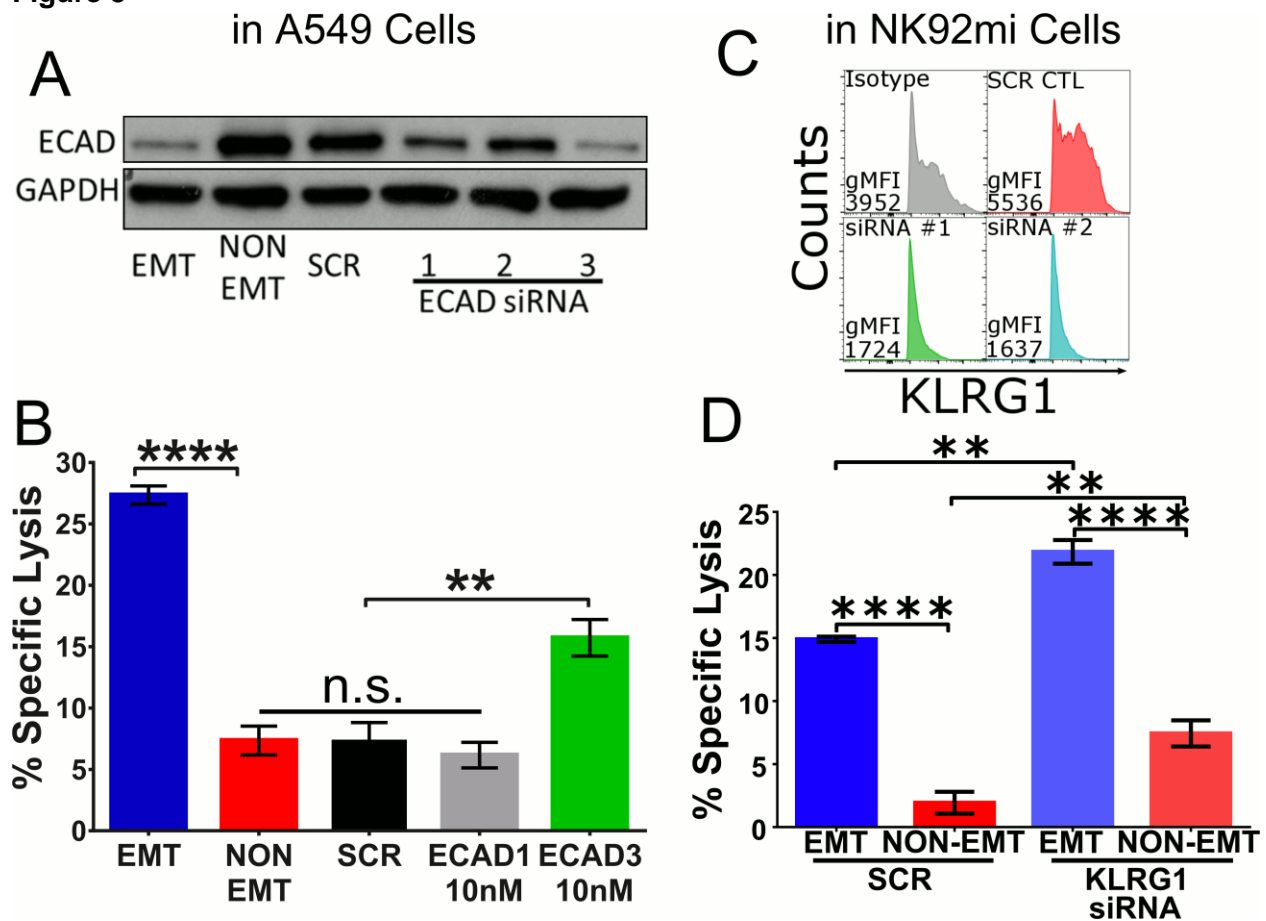 in A549 Cells
A
ECAD
GAPDH
EMT
NON
EMT
SCR
1 2 3
ECAD siRNA
B
% Specific Lysis
30
25
20
15
10
5
0
****
n.s.
**
EMT
NON
EMT
SCR
ECAD1
10nM
ECAD3
10nM
in NK92mi Cells
C
Counts
Isotype
gMFI
3952
SCR CTL
gMFI
5536
siRNA #1
gMFI
1724
siRNA #2
gMFI
1637
KLRG1
D
% Specific Lysis
25
20
15
10
5
0
**
**
****
****
EMT NON-EMT
SCR
EMT NON-EMT
KLRG1
siRNA